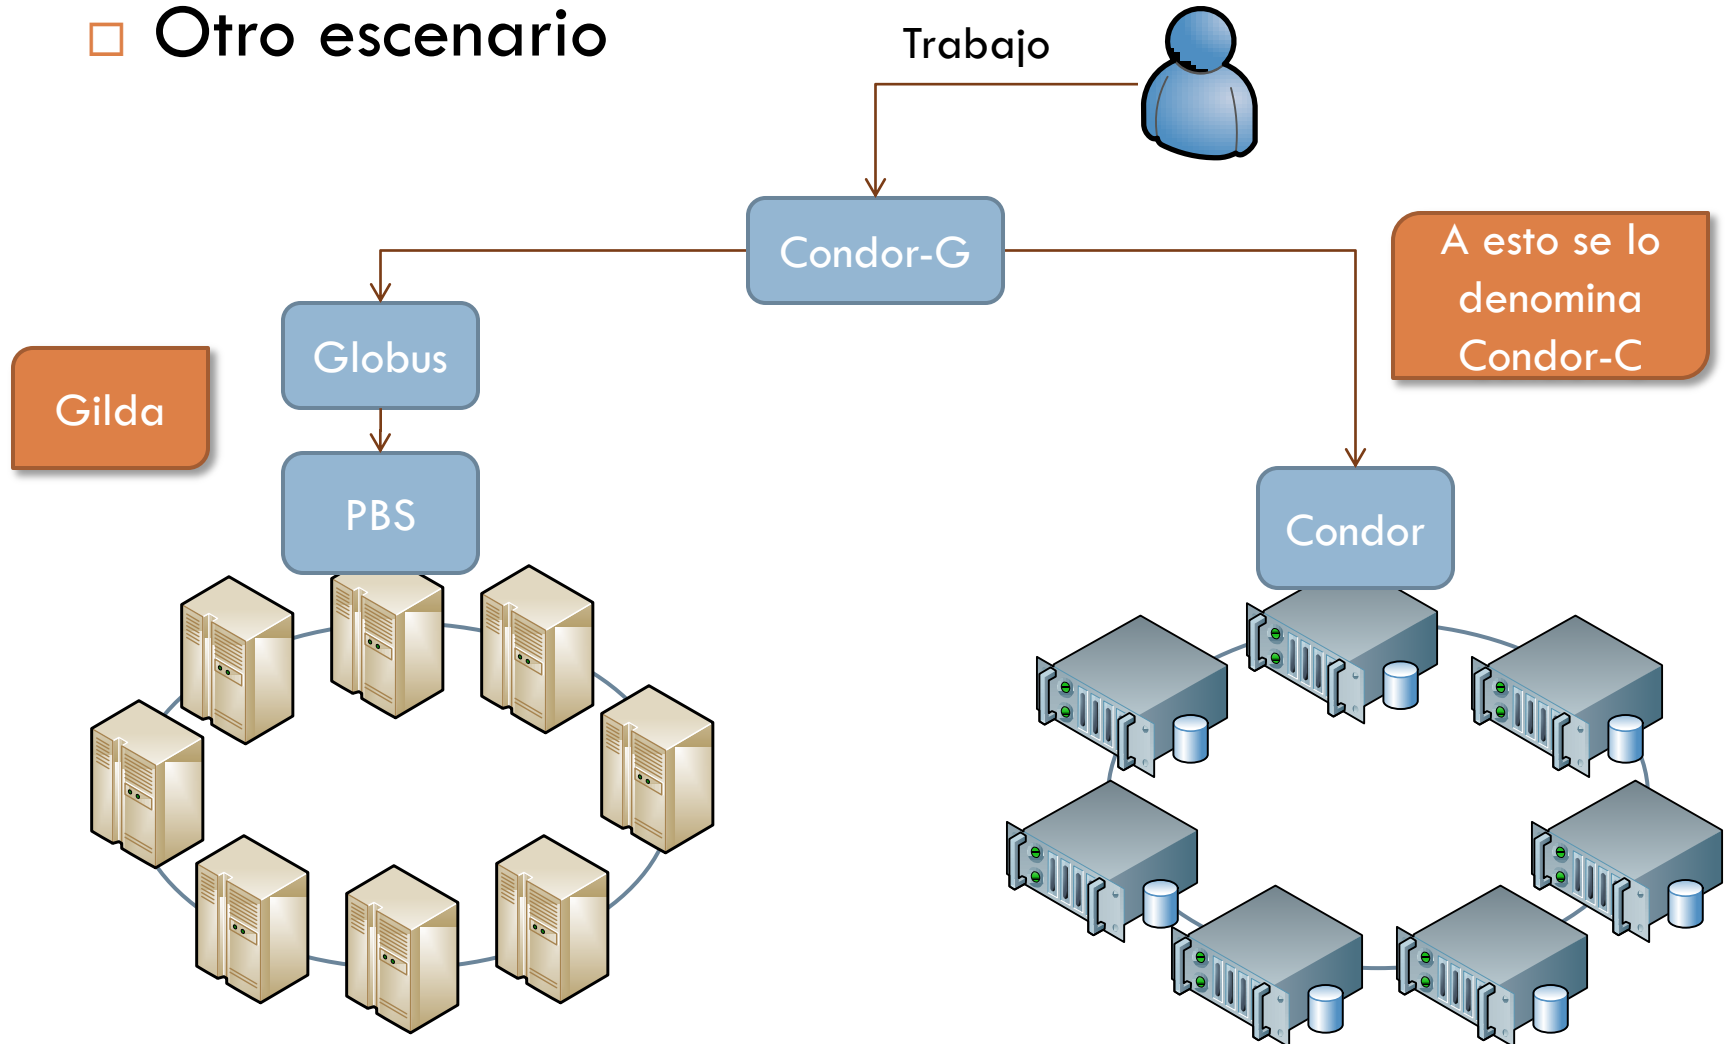 Otro escenario
Trabajo
Condor-G
A esto se lo
denomina
Condor-C
Globus
Gilda
PBS
Condor